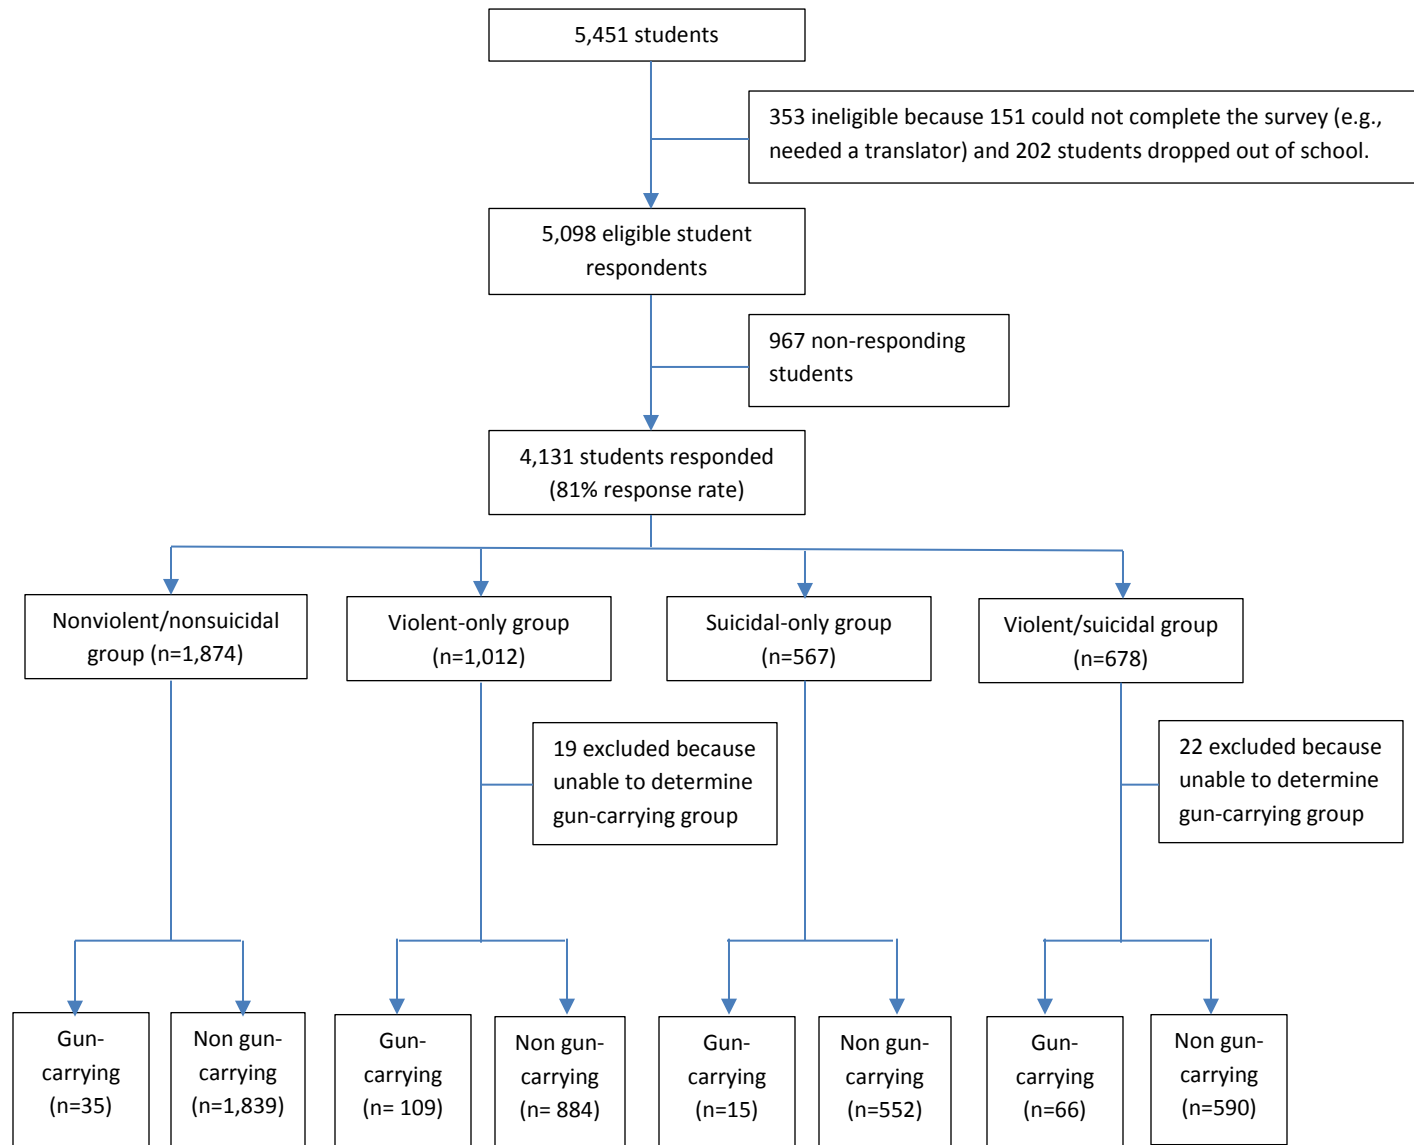 5,451 students
353 ineligible because 151 could not complete the survey (e.g.,
needed a translator) and 202 students dropped out of school.
5,098 eligible student
respondents
967 non-responding
students
4,131 students responded
(81% response rate)
Nonviolent/nonsuicidal
group (n=1,874)
Violent-only group
(n=1,012)
Suicidal-only group
(n=567)
Violent/suicidal group
(n=678)
19 excluded because
unable to determine
gun-carrying group
22 excluded because
unable to determine
gun-carrying group
Gun-
carrying
(n=35)
Non gun-
carrying
(n=1,839)
Gun-
carrying
(n= 109)
Non gun-
carrying
(n= 884)
Gun-
carrying
(n=15)
Non gun-
carrying
(n=552)
Gun-
carrying
(n=66)
Non gun-
carrying
(n=590)